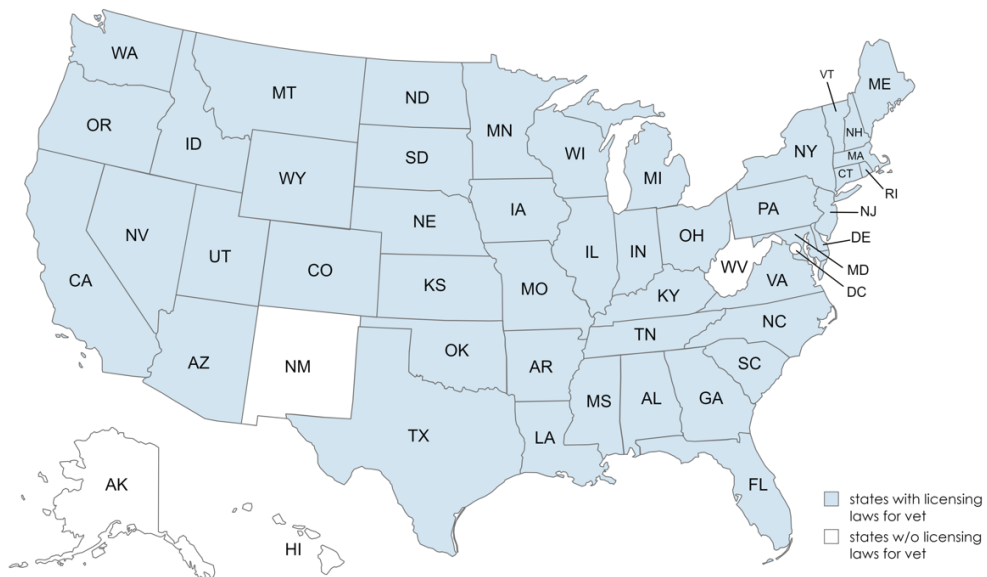 WA
MT
ND
MN
VT
ME
OR
ID
SD
WI
NY
NH
MA
CT
RI
WY
MI
IA
NE
PA
NJ
NV
UT
CO
IL
IN
OH
DE
CA
KS
MO
WV
VA
MD
KY
DC
AZ
NM
OK
AR
TN
NC
SC
TX
MS
AL
GA
LA
AK
HI
FL
states with licensing
laws for vet
states w/o licensing
laws for vet